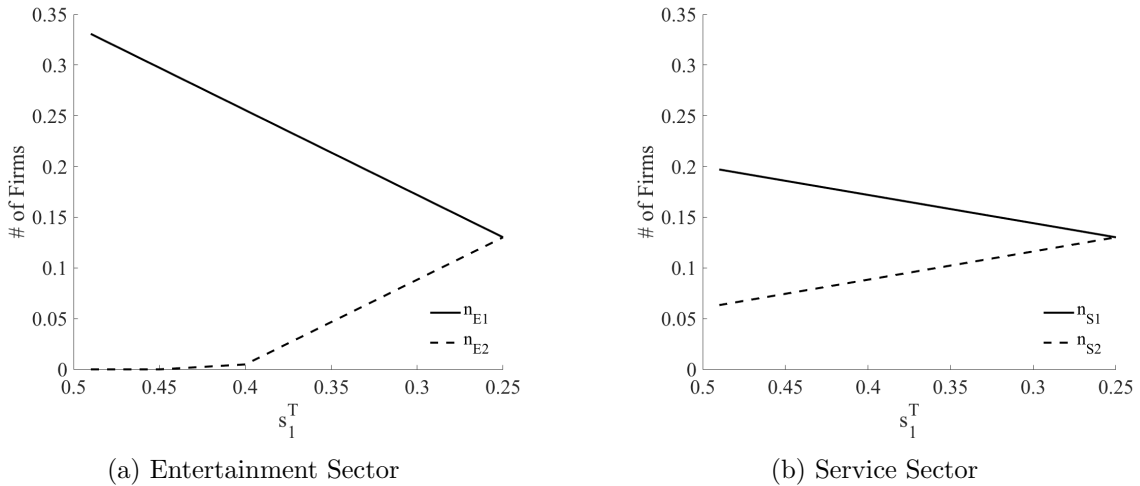 0.35
0.3
0.25
0.2
0.15
0.1
0.05
0
# of Firms
n_E1
n_E2
0.5 0.45 0.4 0.35 0.3 0.25
s_1^T
(a) Entertainment Sector
0.35
0.3
0.25
0.2
0.15
0.1
0.05
0
# of Firms
n_S1
n_S2
0.5 0.45 0.4 0.35 0.3 0.25
s_1^T
(b) Service Sector